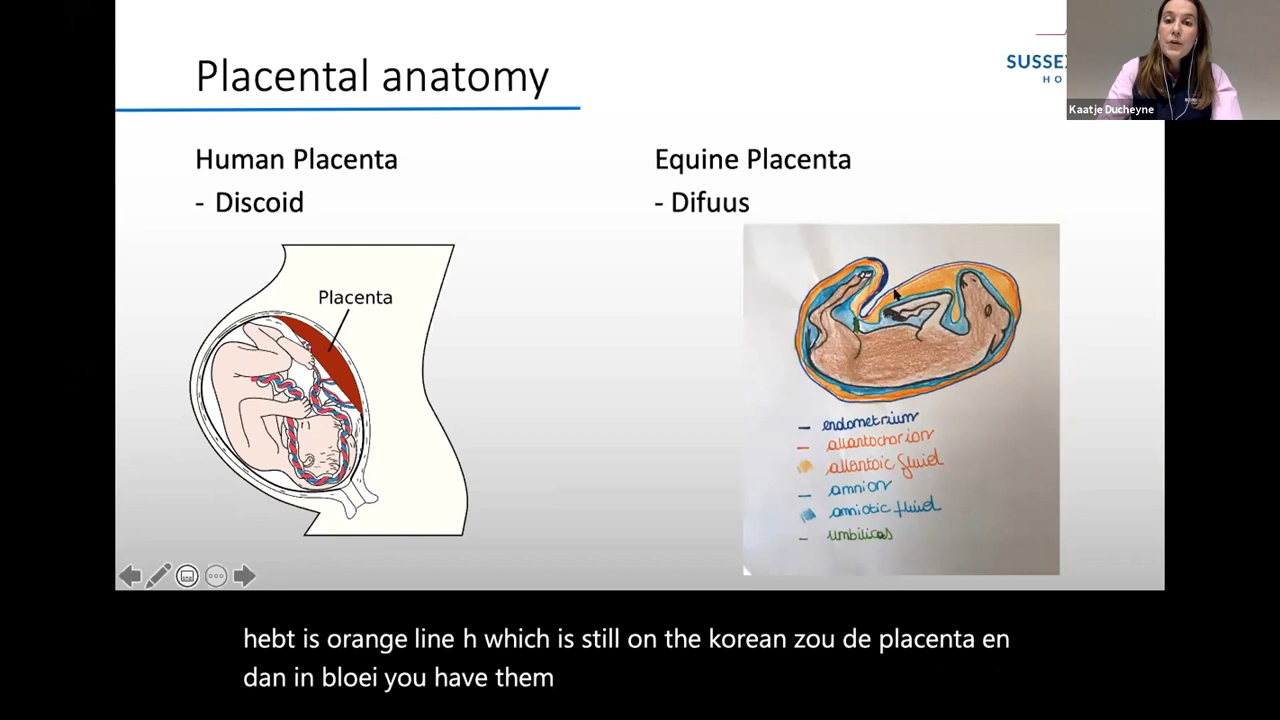 Placental anatomy
SUSSEX
HO
Kaatje Ducheyne
Human Placenta
- Discoid
Equine Placenta
- Difuus
Placenta
endometrium
allantochorion
allantoic fluid
amnion
amniotic fluid
umbilicas
hebt is orange line h which is still on the korean zou de placenta en
dan in bloei you have them